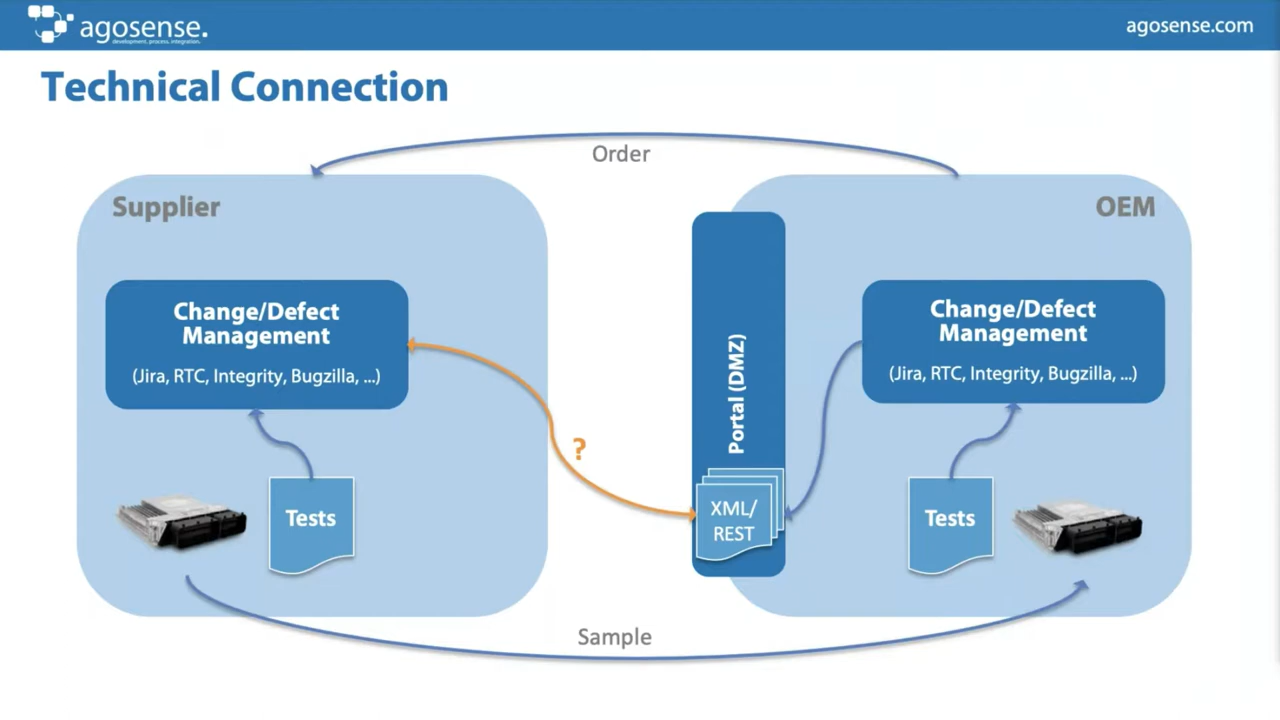 agosense.
development. process. integration.
agosense.com
Technical Connection
Order
Supplier
OEM
Change/Defect
Management
(Jira, RTC, Integrity, Bugzilla, ...)
Portal (DMZ)
Change/Defect
Management
(Jira, RTC, Integrity, Bugzilla, ...)
?
Tests
XML/
REST
Tests
Sample